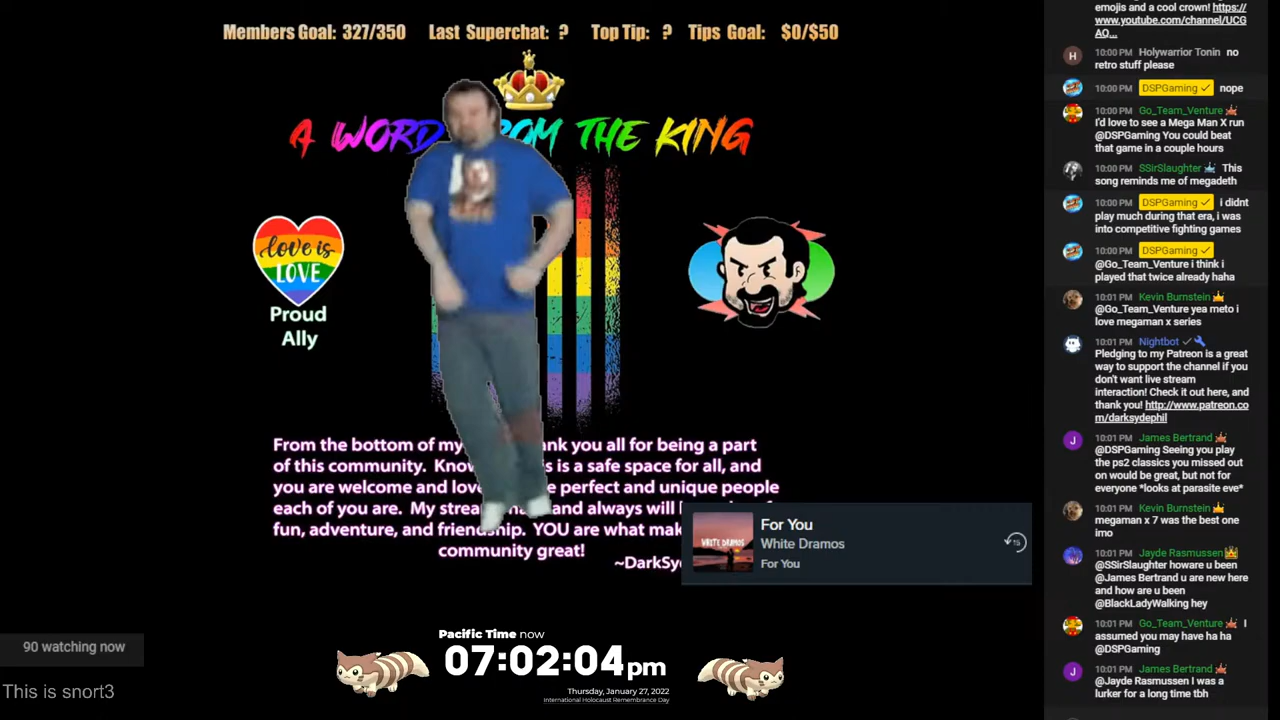 Members Goal: 327/350 Last Superchat: ? Top Tip: ? Tips Goal: $0/$50
A WORD FROM THE KING
love is
LOVE
Proud
Ally
From the bottom of my ank you all for being a part
of this community. Know s is a safe space for all, and
you are welcome and love e perfect and unique people
each of you are. My strea and always will
fun, adventure, and friendship. YOU are what mak
community great!
~DarkSyd
WHITE DRAMOS
For You
White Dramos
For You
15
90 watching now
This is snort3
Pacific Time now
07:02:04pm
Thursday, January 27, 2022
International Holocaust Remembrance Day
emojis and a cool crown! https:/
/www.youtube.com/channel/UCG
AQ...
H 10:00 PM Holywarrior Tonin no
retro stuff please
10:00 PM DSPGaming nope
10:00 PM Go_Team_Venture
I'd love to see a Mega Man X run
@DSPGaming You could beat
that game in a couple hours
10:00 PM SSirSlaughter This
song reminds me of megadeth
10:00 PM DSPGaming i didnt
play much during that era, i was
into competitive fighting games
10:00 PM DSPGaming
@Go_Team_Venture i think i
played that twice already haha
10:01 PM Kevin Burnstein
@Go_Team_Venture yea meto i
love megaman x series
10:01 PM Nightbot
Pledging to my Patreon is a great
way to support the channel if you
don't want live stream
interaction! Check it out here, and
thank you! http://www.patreon.co
m/darksydephil
J 10:01 PM James Bertrand
@DSPGaming Seeing you play
the ps2 classics you missed out
on would be great, but not for
everyone *looks at parasite eve*
10:01 PM Kevin Burnstein
megaman x 7 was the best one
imo
10:01 PM Jayde Rasmussen
@SSirSlaughter howare u been
@James Bertrand u are new here
and how are u been
@BlackLadyWalking hey
10:01 PM Go_Team_Venture I
assumed you may have ha ha
@DSPGaming
J 10:01 PM James Bertrand
@Jayde Rasmussen I was a
lurker for a long time tbh